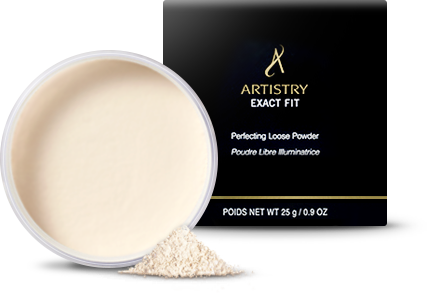 ARTISTRY
EXACT FIT
Perfecting Loose Powder
Poudre Libre Illuminatrice
POIDS NET WT 25 g / 0.9 OZ